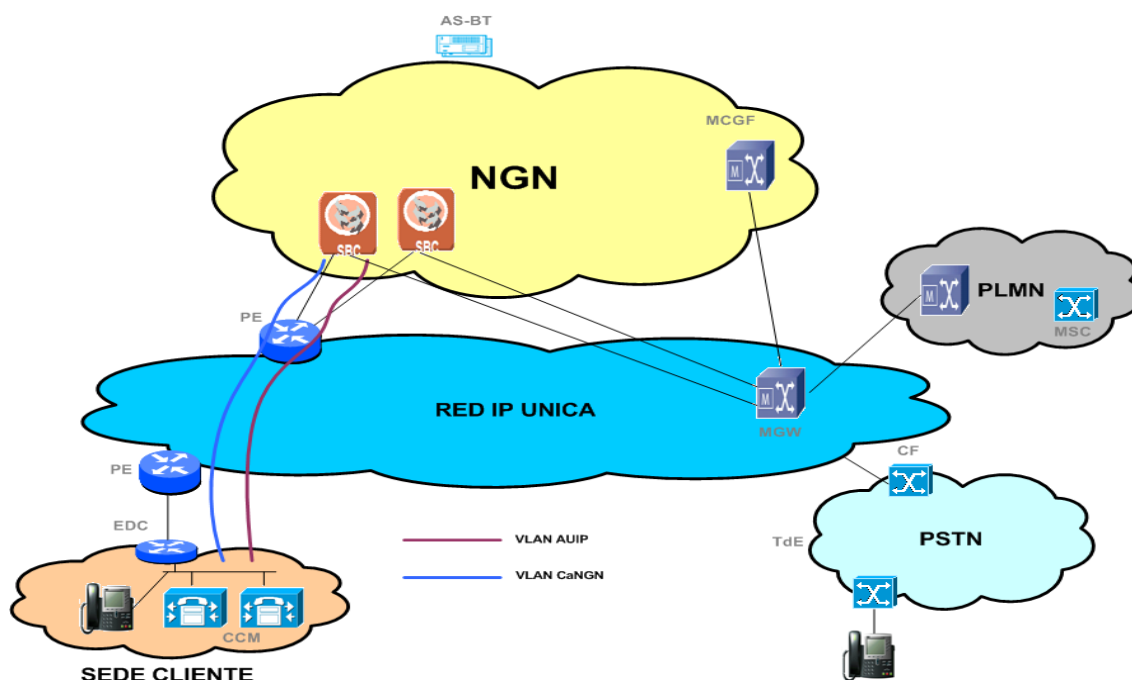 AS-BT
MCGF
NGN
SBC
SBC
M
M
PLMN
MSC
PE
RED IP UNICA
M
MGW
PE
CF
EDC
VLAN AUIP
TdE
PSTN
VLAN CaNGN
CCM
SEDE CLIENTE